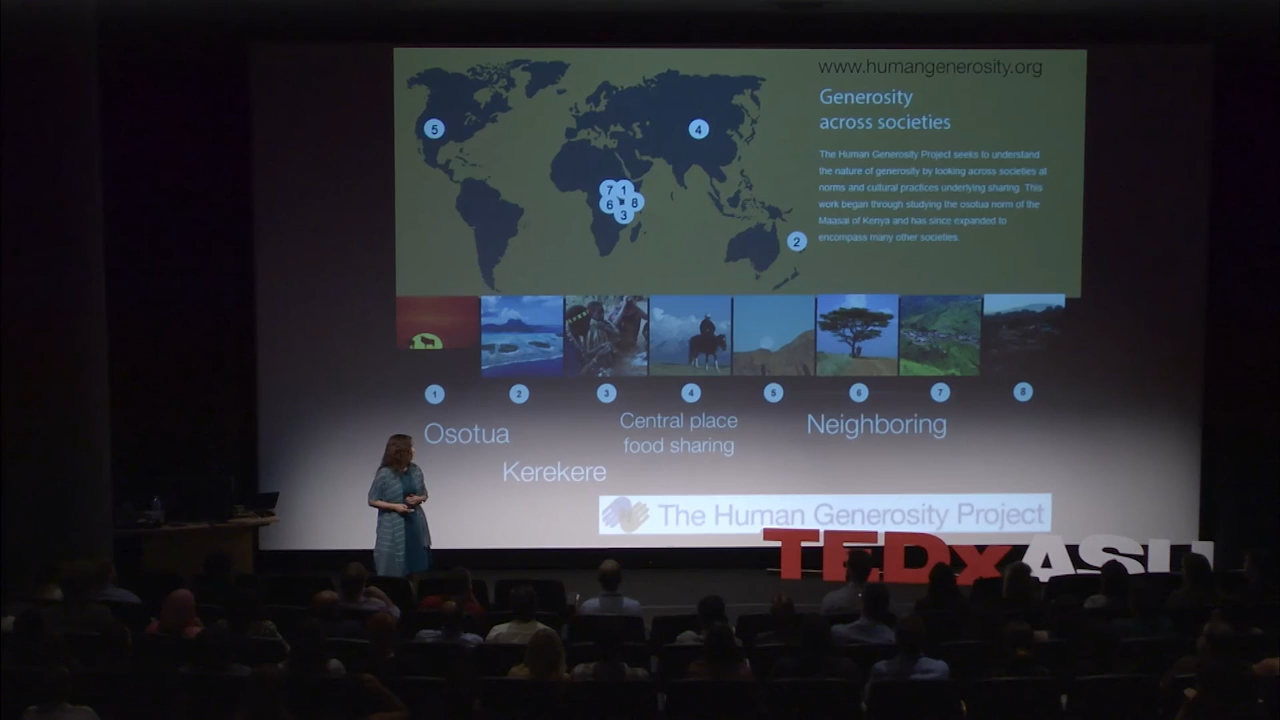 www.humangenerosity.org
Generosity
across societies
The Human Generosity Project seeks to understand
the nature of generosity by looking across societies at
norms and cultural practices underlying sharing. This
work began through studying the osotua norm of the
Maasai of Kenya and has since expanded to
encompass many other societies.
5
4
7 1
6 8
3
2
1 2 3 4 5 6 7 8
Osotua
Kerekere
Central place
food sharing
Neighboring
The Human Generosity Project
TEDxASU